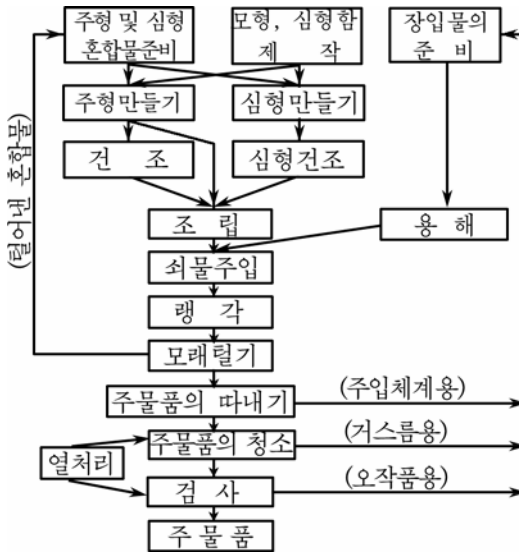 주형 및 심형
혼합물준비
모형, 심형함
제 작
장입물의
준 비
주형만들기
심형만들기
건 조
심형건조
(털어낸 혼합물)
조 립
용 해
쇠물주입
랭 각
모래털기
주물품의 따내기
(주입체계용)
주물품의 청소
(거스름용)
열처리
검 사
(오작품용)
주 물 품